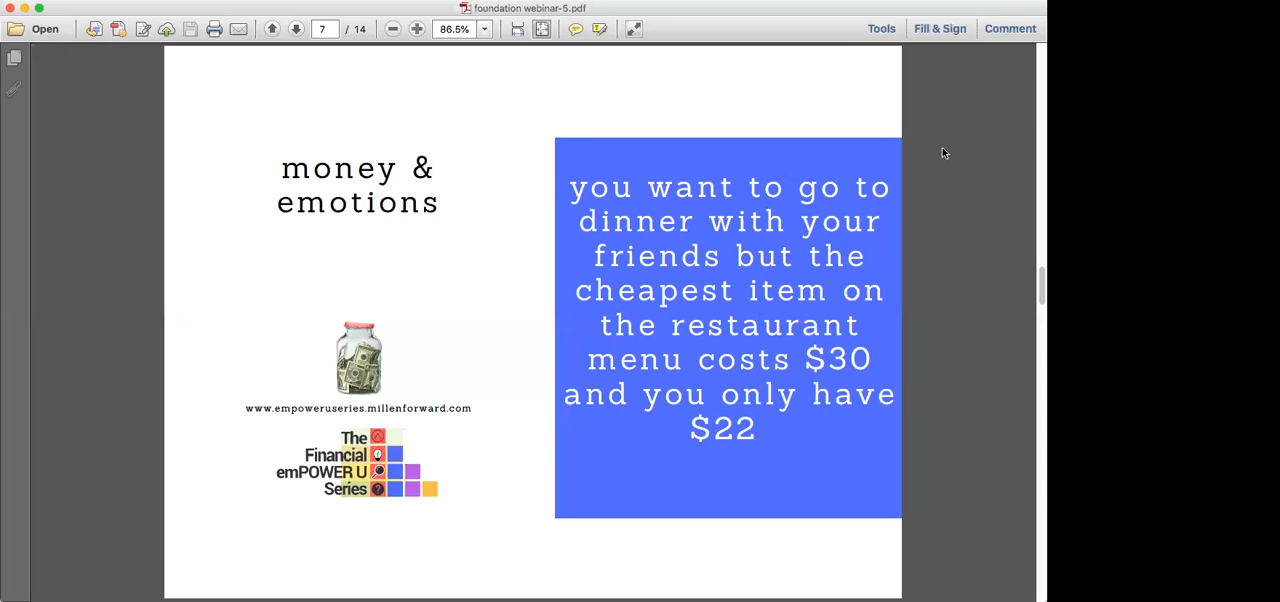 foundation webinar-5.pdf
Open
7 / 14
86.5%
Tools
Fill & Sign
Comment
money &
emotions
www.empoweruseries.millenforward.com
The
Financial
emPOWER U
Series
you want to go to
dinner with your
friends but the
cheapest item on
the restaurant
menu costs $30
and you only have
$22